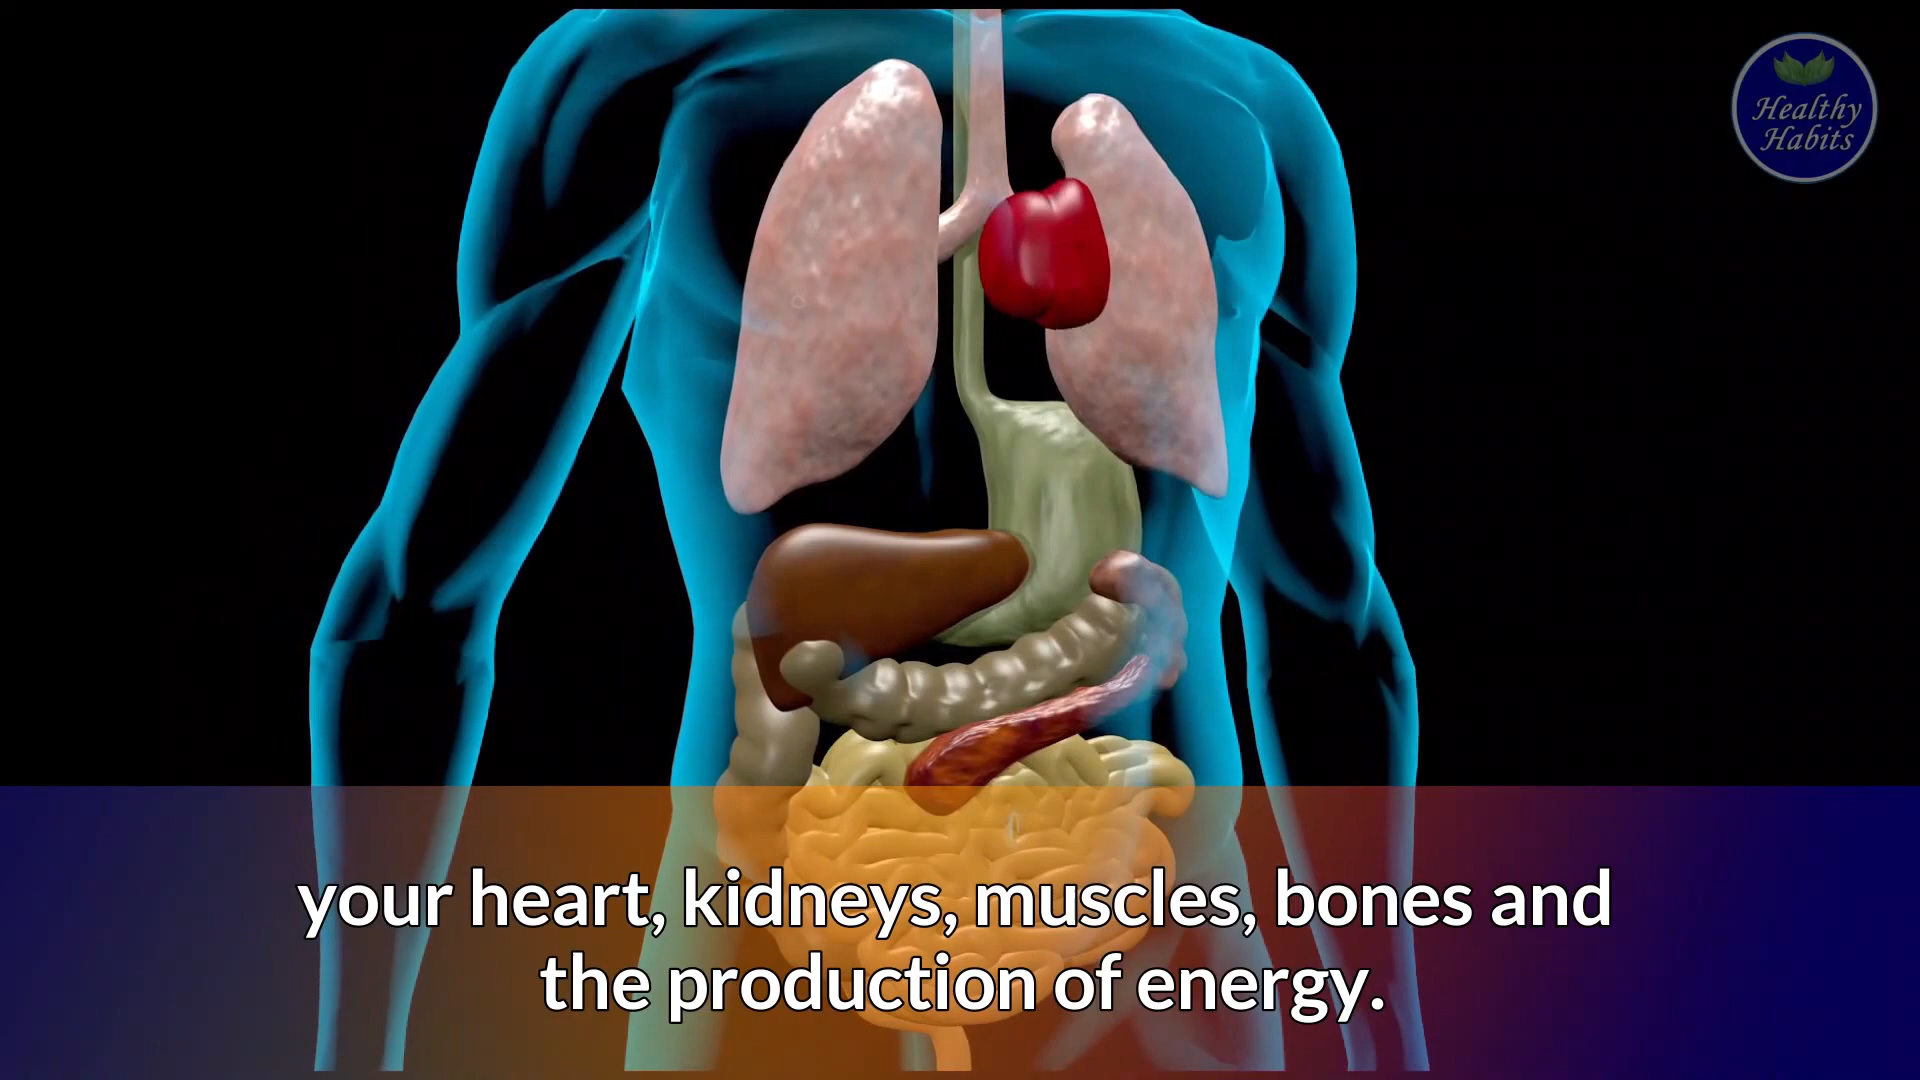 Healthy
Habits
your heart, kidneys, muscles, bones and
the production of energy.